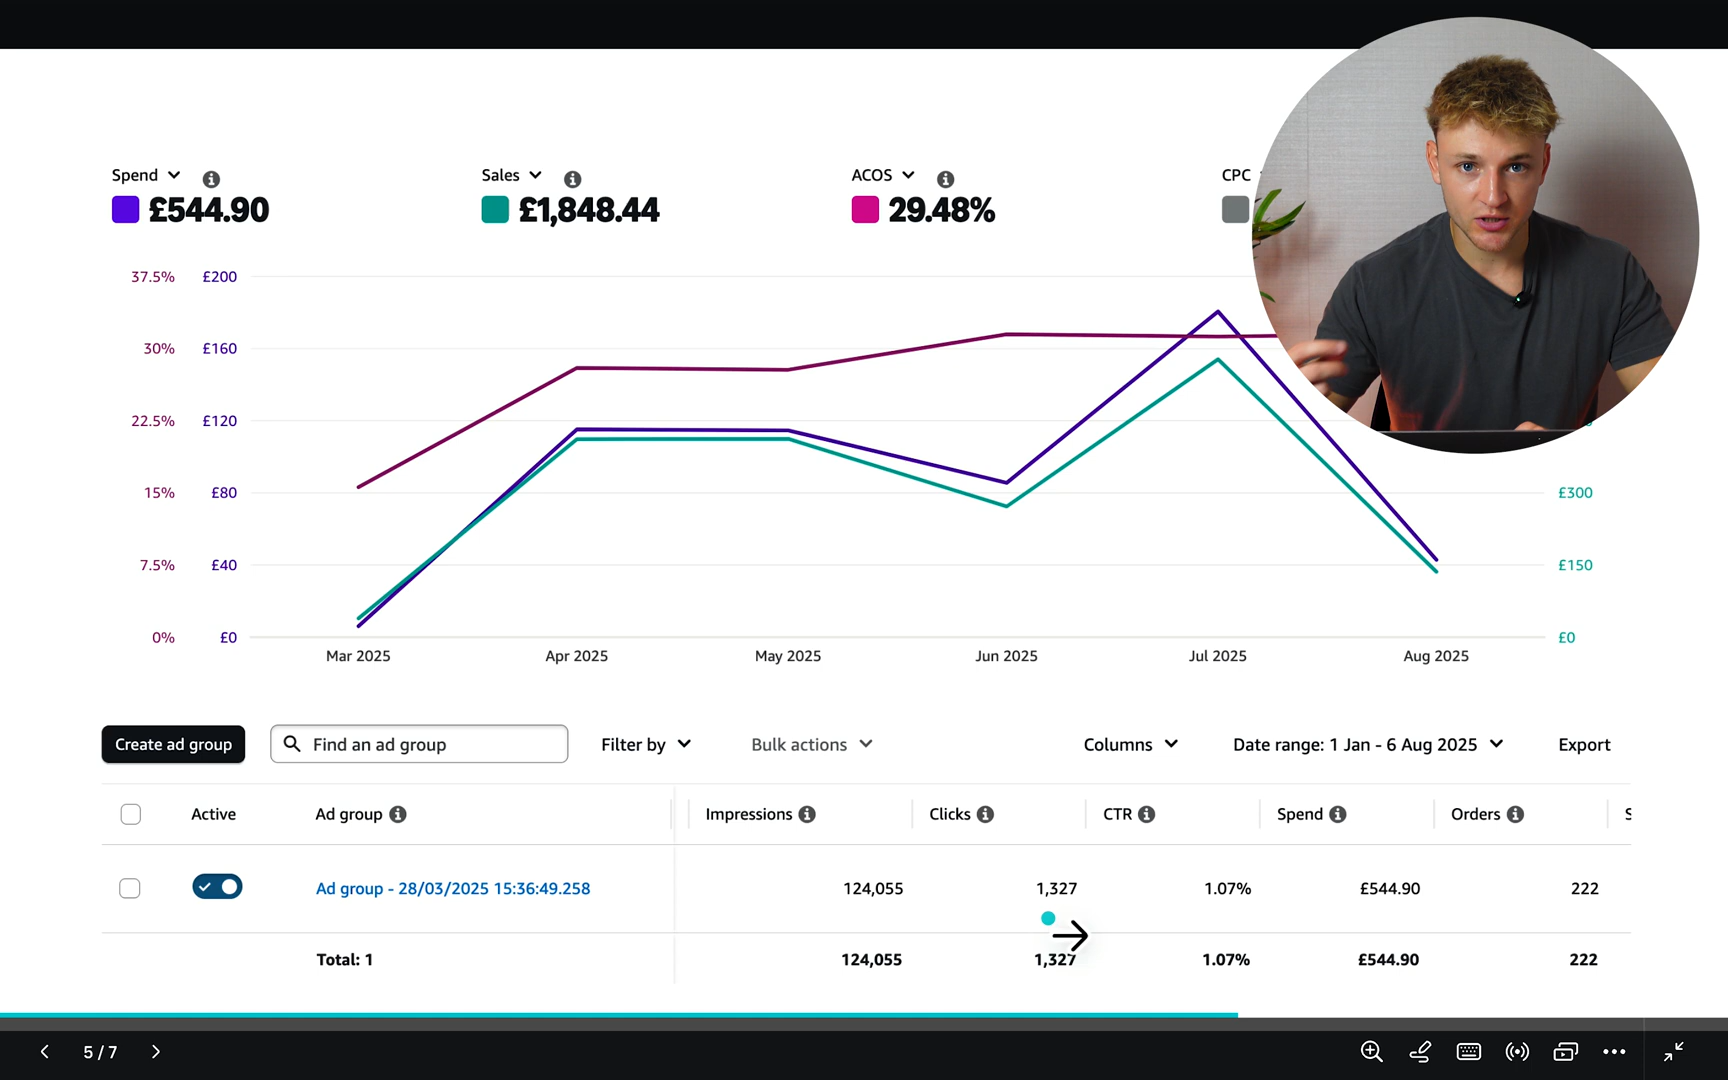 Spend Sales ACOS CPC
£544.90 £1,848.44 29.48%
37.5% £200
30% £160
22.5% £120
15% £80 £300
7.5% £40 £150
0% £0 £0
Mar 2025 Apr 2025 May 2025 Jun 2025 Jul 2025 Aug 2025
Create ad group Find an ad group Filter by Bulk actions Columns Date range: 1 Jan - 6 Aug 2025 Export
Active Ad group Impressions Clicks CTR Spend Orders S
Ad group - 28/03/2025 15:36:49.258 124,055 1,327 1.07% £544.90 222
Total: 1 124,055 1,327 1.07% £544.90 222
5 / 7